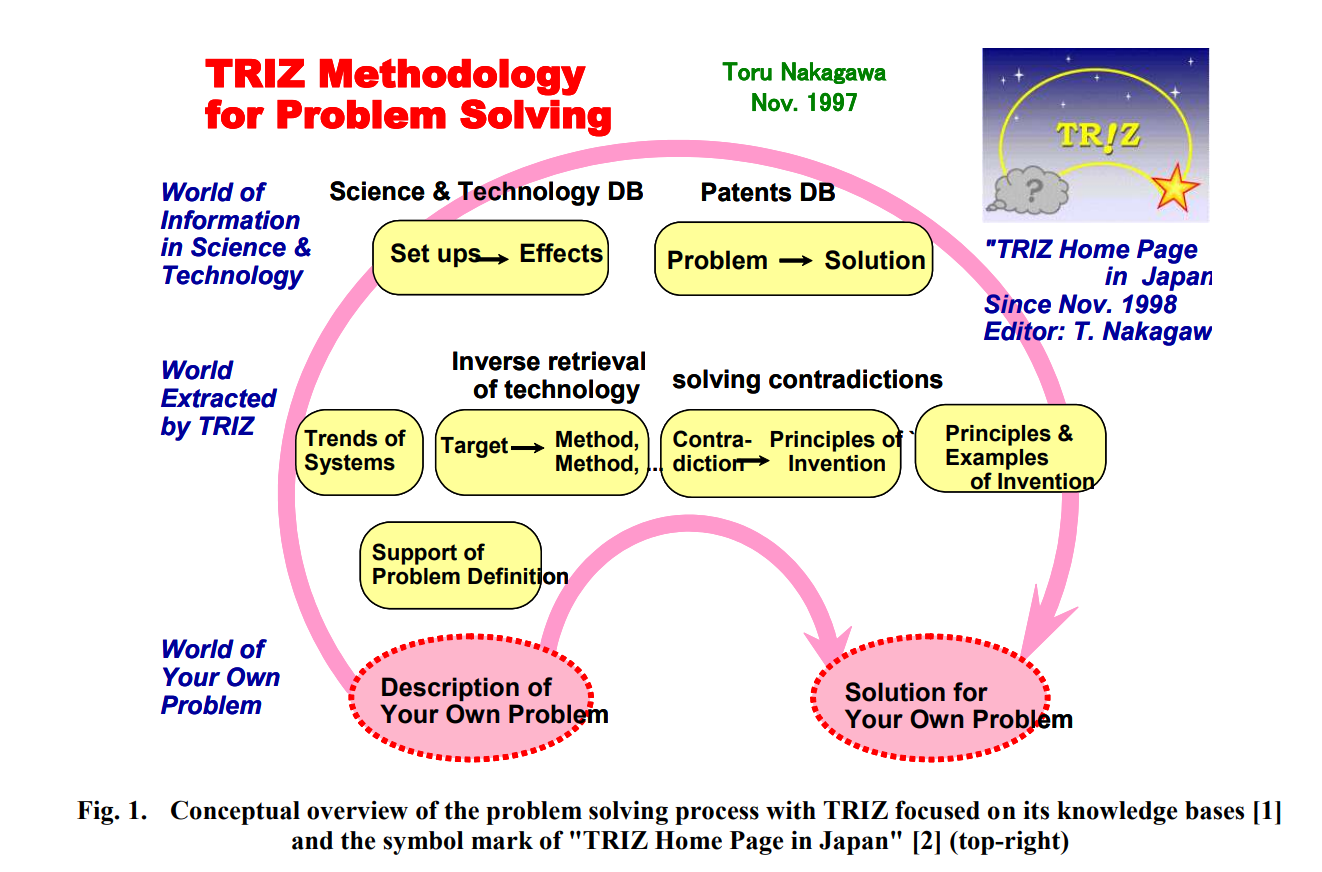 TRIZ Methodology
for Problem Solving
Toru Nakagawa
Nov. 1997
TR!Z
?
"TRIZ Home Page
in Japan
Since Nov. 1998
Editor: T. Nakagaw
World of
Information
in Science &
Technology
Science & Technology DB
Set ups → Effects
Patents DB
Problem → Solution
World
Extracted
by TRIZ
Inverse retrieval
of technology
solving contradictions
Trends of
Systems
Target → Method,
Method, ...
Contra- Principles of `
diction → Invention
Principles &
Examples
of Invention
Support of
Problem Definition
World of
Your Own
Problem
Description of
Your Own Problem
Solution for
Your Own Problem
Fig. 1. Conceptual overview of the problem solving process with TRIZ focused on its knowledge bases [1]
and the symbol mark of "TRIZ Home Page in Japan" [2] (top-right)